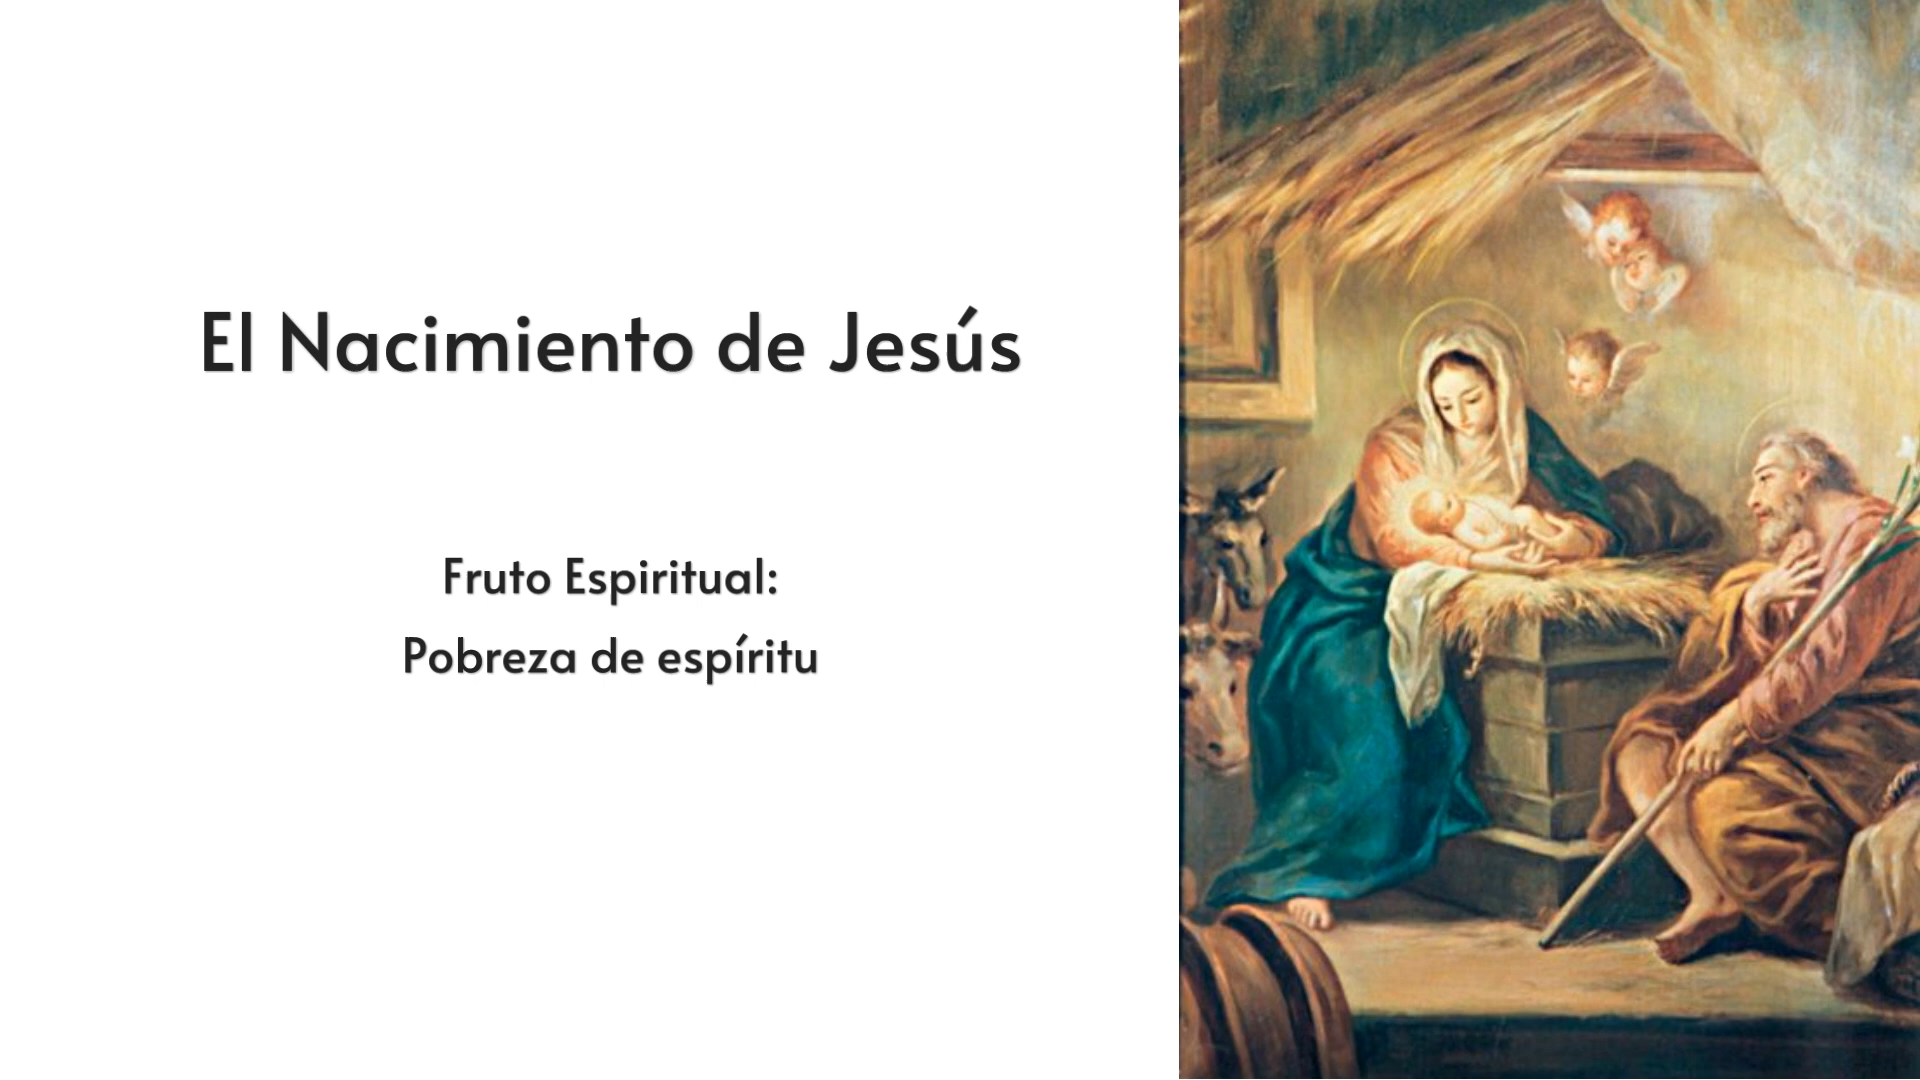 El Nacimiento de Jesús
Fruto Espiritual:
Pobreza de espíritu